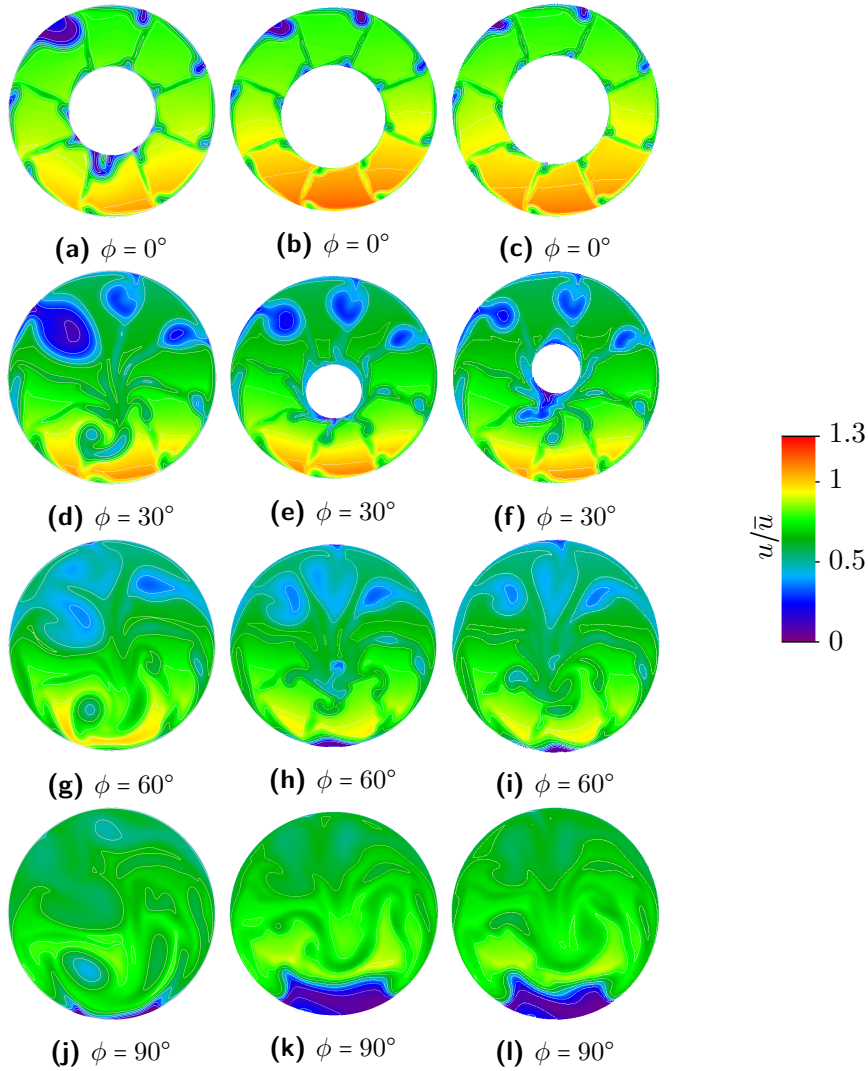 (a) ϕ = 0°
(b) ϕ = 0°
(c) ϕ = 0°
(d) ϕ = 30°
(e) ϕ = 30°
(f) ϕ = 30°
(g) ϕ = 60°
(h) ϕ = 60°
(i) ϕ = 60°
(j) ϕ = 90°
(k) ϕ = 90°
(l) ϕ = 90°
u/u̅
1.3
1
0.5
0